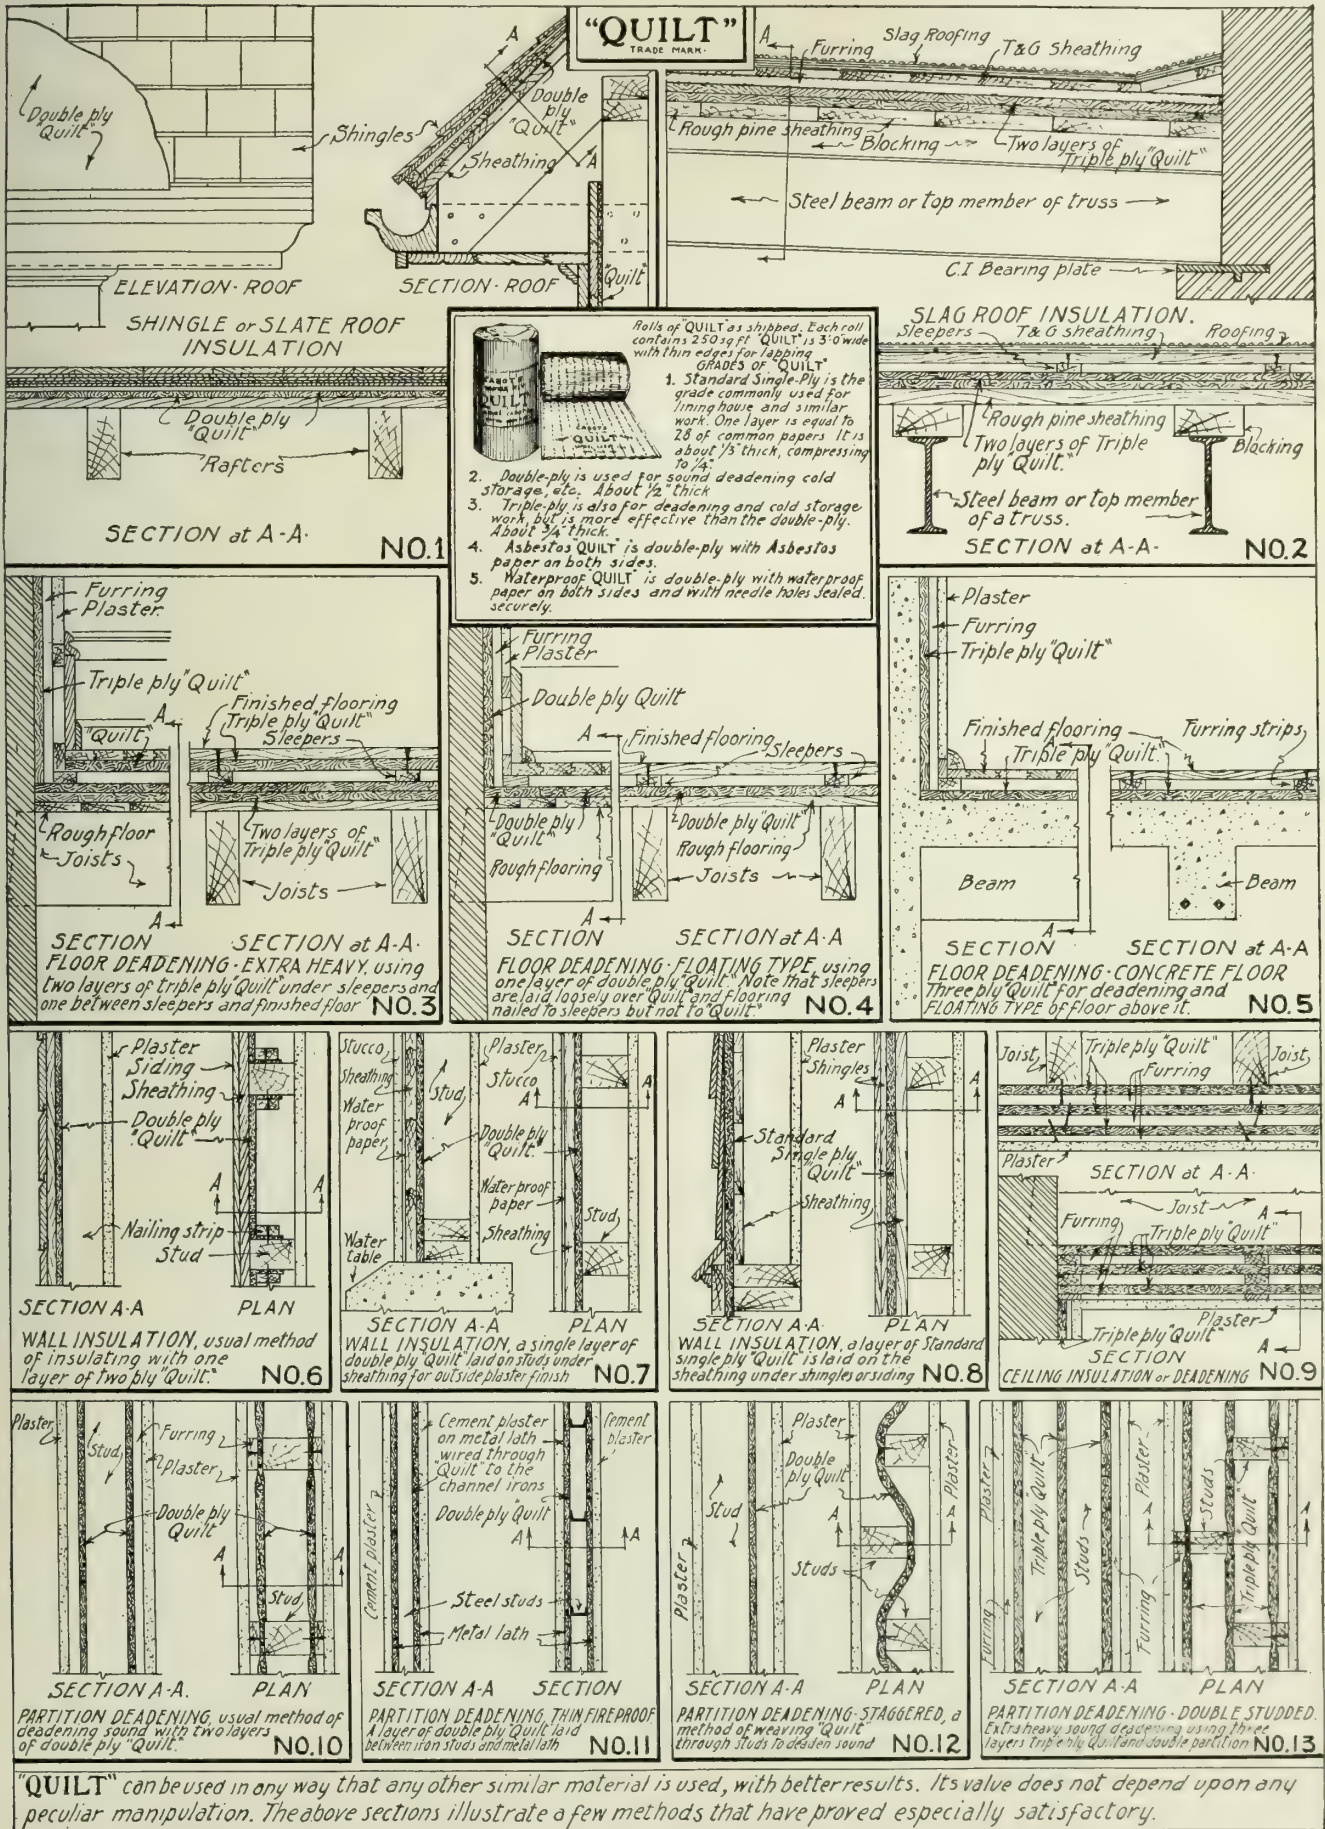 "QUILT"
TRADE MARK.
Double ply
"Quilt"
Shingles
ELEVATION - ROOF
A
Double
ply
"Quilt"
Sheathing
A
"Quilt"
SECTION - ROOF
SHINGLE or SLATE ROOF
INSULATION
Double ply
"Quilt"
Rafters
SECTION at A-A.
NO.1
A
Furring
Slag Roofing
T&G Sheathing
Rough pine sheathing
Blocking
Two layers of
Triple ply "Quilt"
Steel beam or top member of truss
C.I Bearing plate
SLAG ROOF INSULATION.
Sleepers
T&G sheathing
Roofing
Rough pine sheathing
Two layers of Triple
ply "Quilt."
Blocking
Steel beam or top member
of a truss.
SECTION at A-A-
NO.2
Rolls of "QUILT" as shipped. Each roll
contains 250 sq ft "QUILT" is 3'0" wide
with thin edges for lapping
GRADES OF "QUILT"
1. Standard Single-Ply is the
grade commonly used for
lining house and similar
work. One layer is equal to
28 of common papers It is
about 1/3" thick, compressing
to 1/4".
2. Double-ply is used for sound deadening cold
storage, etc. About 1/2" thick
3. Triple-ply is also for deadening and cold storage
work, but is more effective than the double-ply.
About 3/4" thick.
4. Asbestos "QUILT" is double-ply with Asbestos
paper on both sides.
5. Waterproof "QUILT" is double-ply with waterproof
paper on both sides and with needle holes sealed.
securely.
QUILT
QUILT
Furring
Plaster.
Triple ply "Quilt"
A
"Quilt"
Finished flooring
Triple ply "Quilt"
Sleepers
Rough floor
Joists
Two layers of
Triple ply "Quilt"
Joists
A
SECTION
SECTION at A-A.
FLOOR DEADENING - EXTRA HEAVY, using
two layers of triple ply "Quilt" under sleepers and
one between sleepers and finished floor
NO.3
Furring
Plaster
Double ply Quilt
A
Finished flooring
Sleepers
Double ply
"Quilt"
Rough flooring
Double ply "Quilt"
Rough flooring
Joists
A
SECTION
SECTION at A-A
FLOOR DEADENING - FLOATING TYPE, using
one layer of double ply "Quilt". Note that sleepers
are laid loosely over "Quilt" and flooring
nailed to sleepers but not to "Quilt."
NO.4
Plaster
Furring
Triple ply "Quilt"
Finished flooring
Triple ply "Quilt".
Furring strips
Beam
Beam
A
SECTION
SECTION at A-A
FLOOR DEADENING - CONCRETE FLOOR
Three ply "Quilt" for deadening and
FLOATING TYPE of floor above it.
NO.5
Plaster
Siding
Sheathing
Double ply
"Quilt"
A
A
Nailing strip
Stud
SECTION A-A
PLAN
WALL INSULATION, usual method
of insulating with one
layer of two ply "Quilt."
NO.6
Stucco
Sheathing
Water
proof
paper
Stud
Plaster
Stucco
A
A
Double ply
"Quilt."
Water proof
paper
Sheathing
Stud
Water
table
SECTION A-A
PLAN
WALL INSULATION, a single layer of
double ply "Quilt" laid on studs under
sheathing for outside plaster finish
NO.7
Plaster
Shingles
A
A
Standard
Single ply
"Quilt"
Sheathing
SECTION A-A.
PLAN
WALL INSULATION, a layer of Standard
single ply "Quilt" is laid on the
sheathing under shingles or siding
NO.8
Joist
Triple ply "Quilt"
Furring
Joist
Plaster
SECTION at A-A.
Joist
A
Furring
Triple ply "Quilt"
Plaster
Triple ply "Quilt"
A
SECTION
CEILING INSULATION or DEADENING
NO.9
Plaster
Stud
Furring
Plaster
Double ply
Quilt
A
A
Stud
SECTION A-A.
PLAN
PARTITION DEADENING, usual method of
deadening sound with two layers
of double ply "Quilt."
NO.10
Cement plaster
on metal lath
wired through
"Quilt" to the
channel irons
Cement
plaster
Double ply "Quilt
A
A
Cement plaster
Steel studs
Metal lath
SECTION A-A
SECTION
PARTITION DEADENING, THIN FIREPROOF.
A layer of double ply "Quilt" laid
between iron studs and metal lath
NO.11
Plaster
Double
ply "Quilt"
Stud
Plaster
Plaster
A
A
Studs
SECTION A-A
PLAN
PARTITION DEADENING - STAGGERED, a
method of weaving "Quilt"
through studs to deaden sound
NO.12
Plaster
Triple ply Quilt"
Plaster
Studs
A
A
Studs
Triple ply "Quilt"
Furring
Furring
SECTION A-A
PLAN
PARTITION DEADENING - DOUBLE STUDDED.
Extra heavy sound deadening using three
layers Triple ply Quilt and double partition
NO.13
"QUILT" can be used in any way that any other similar material is used, with better results. Its value does not depend upon any
peculiar manipulation. The above sections illustrate a few methods that have proved especially satisfactory.